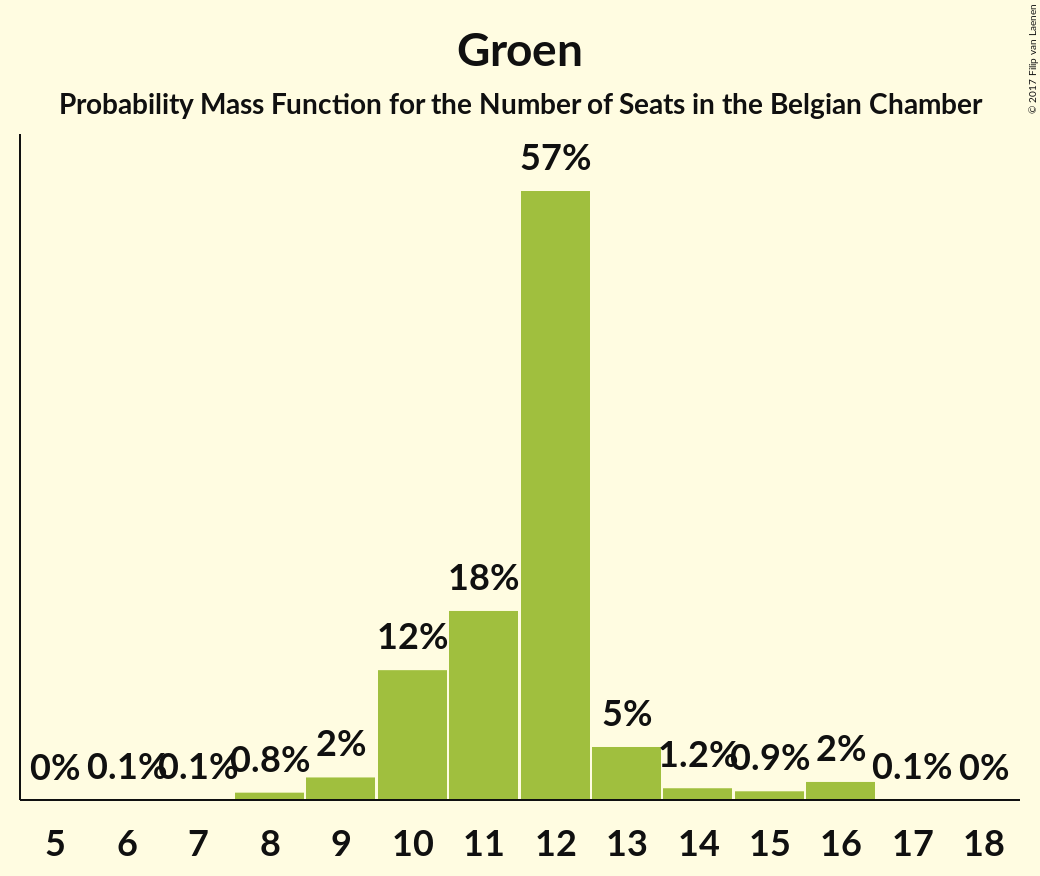 Groen
Probability Mass Function for the Number of Seats in the Belgian Chamber
© 2017 Filip van Laenen
57%
18%
12%
5%
2%
0.8%
1.2%
0.9%
2%
0% 0.1% 0.1%
0.1% 0%
5 6 7 8 9 10 11 12 13 14 15 16 17 18